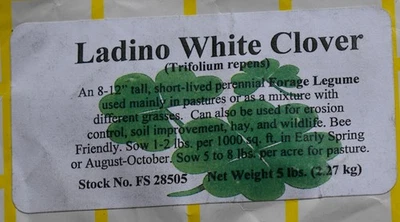 Ladino White Clover
(Trifolium repens)
An 8-12" tall, short-lived perennial Forage Legume
used mainly in pastures or as a mixture with
different grasses. Can also be used for erosion
control, soil improvement, hay, and wildlife. Bee
Friendly. Sow 1-2 lbs. per 1000 sq. ft. in Early Spring
or August-October. Sow 5 to 8 lbs. per acre for pasture.
Stock No. FS 28505 Net Weight 5 lbs. (2.27 kg)